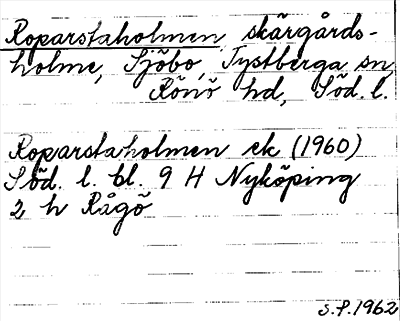 Roparstaholmen, skärgårds-
holme, Sjöbo, Tystberga sn,
Rönö hd, Söd. l.
Roparstaholmen ek (1960)
Söd. l. bl. 9 H Nyköping
2 h Rågö
S.P. 1962